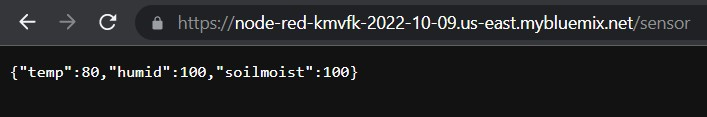 https://node-red-kmvfk-2022-10-09.us-east.mybluemix.net/sensor
{"temp":80,"humid":100,"soilmoist":100}